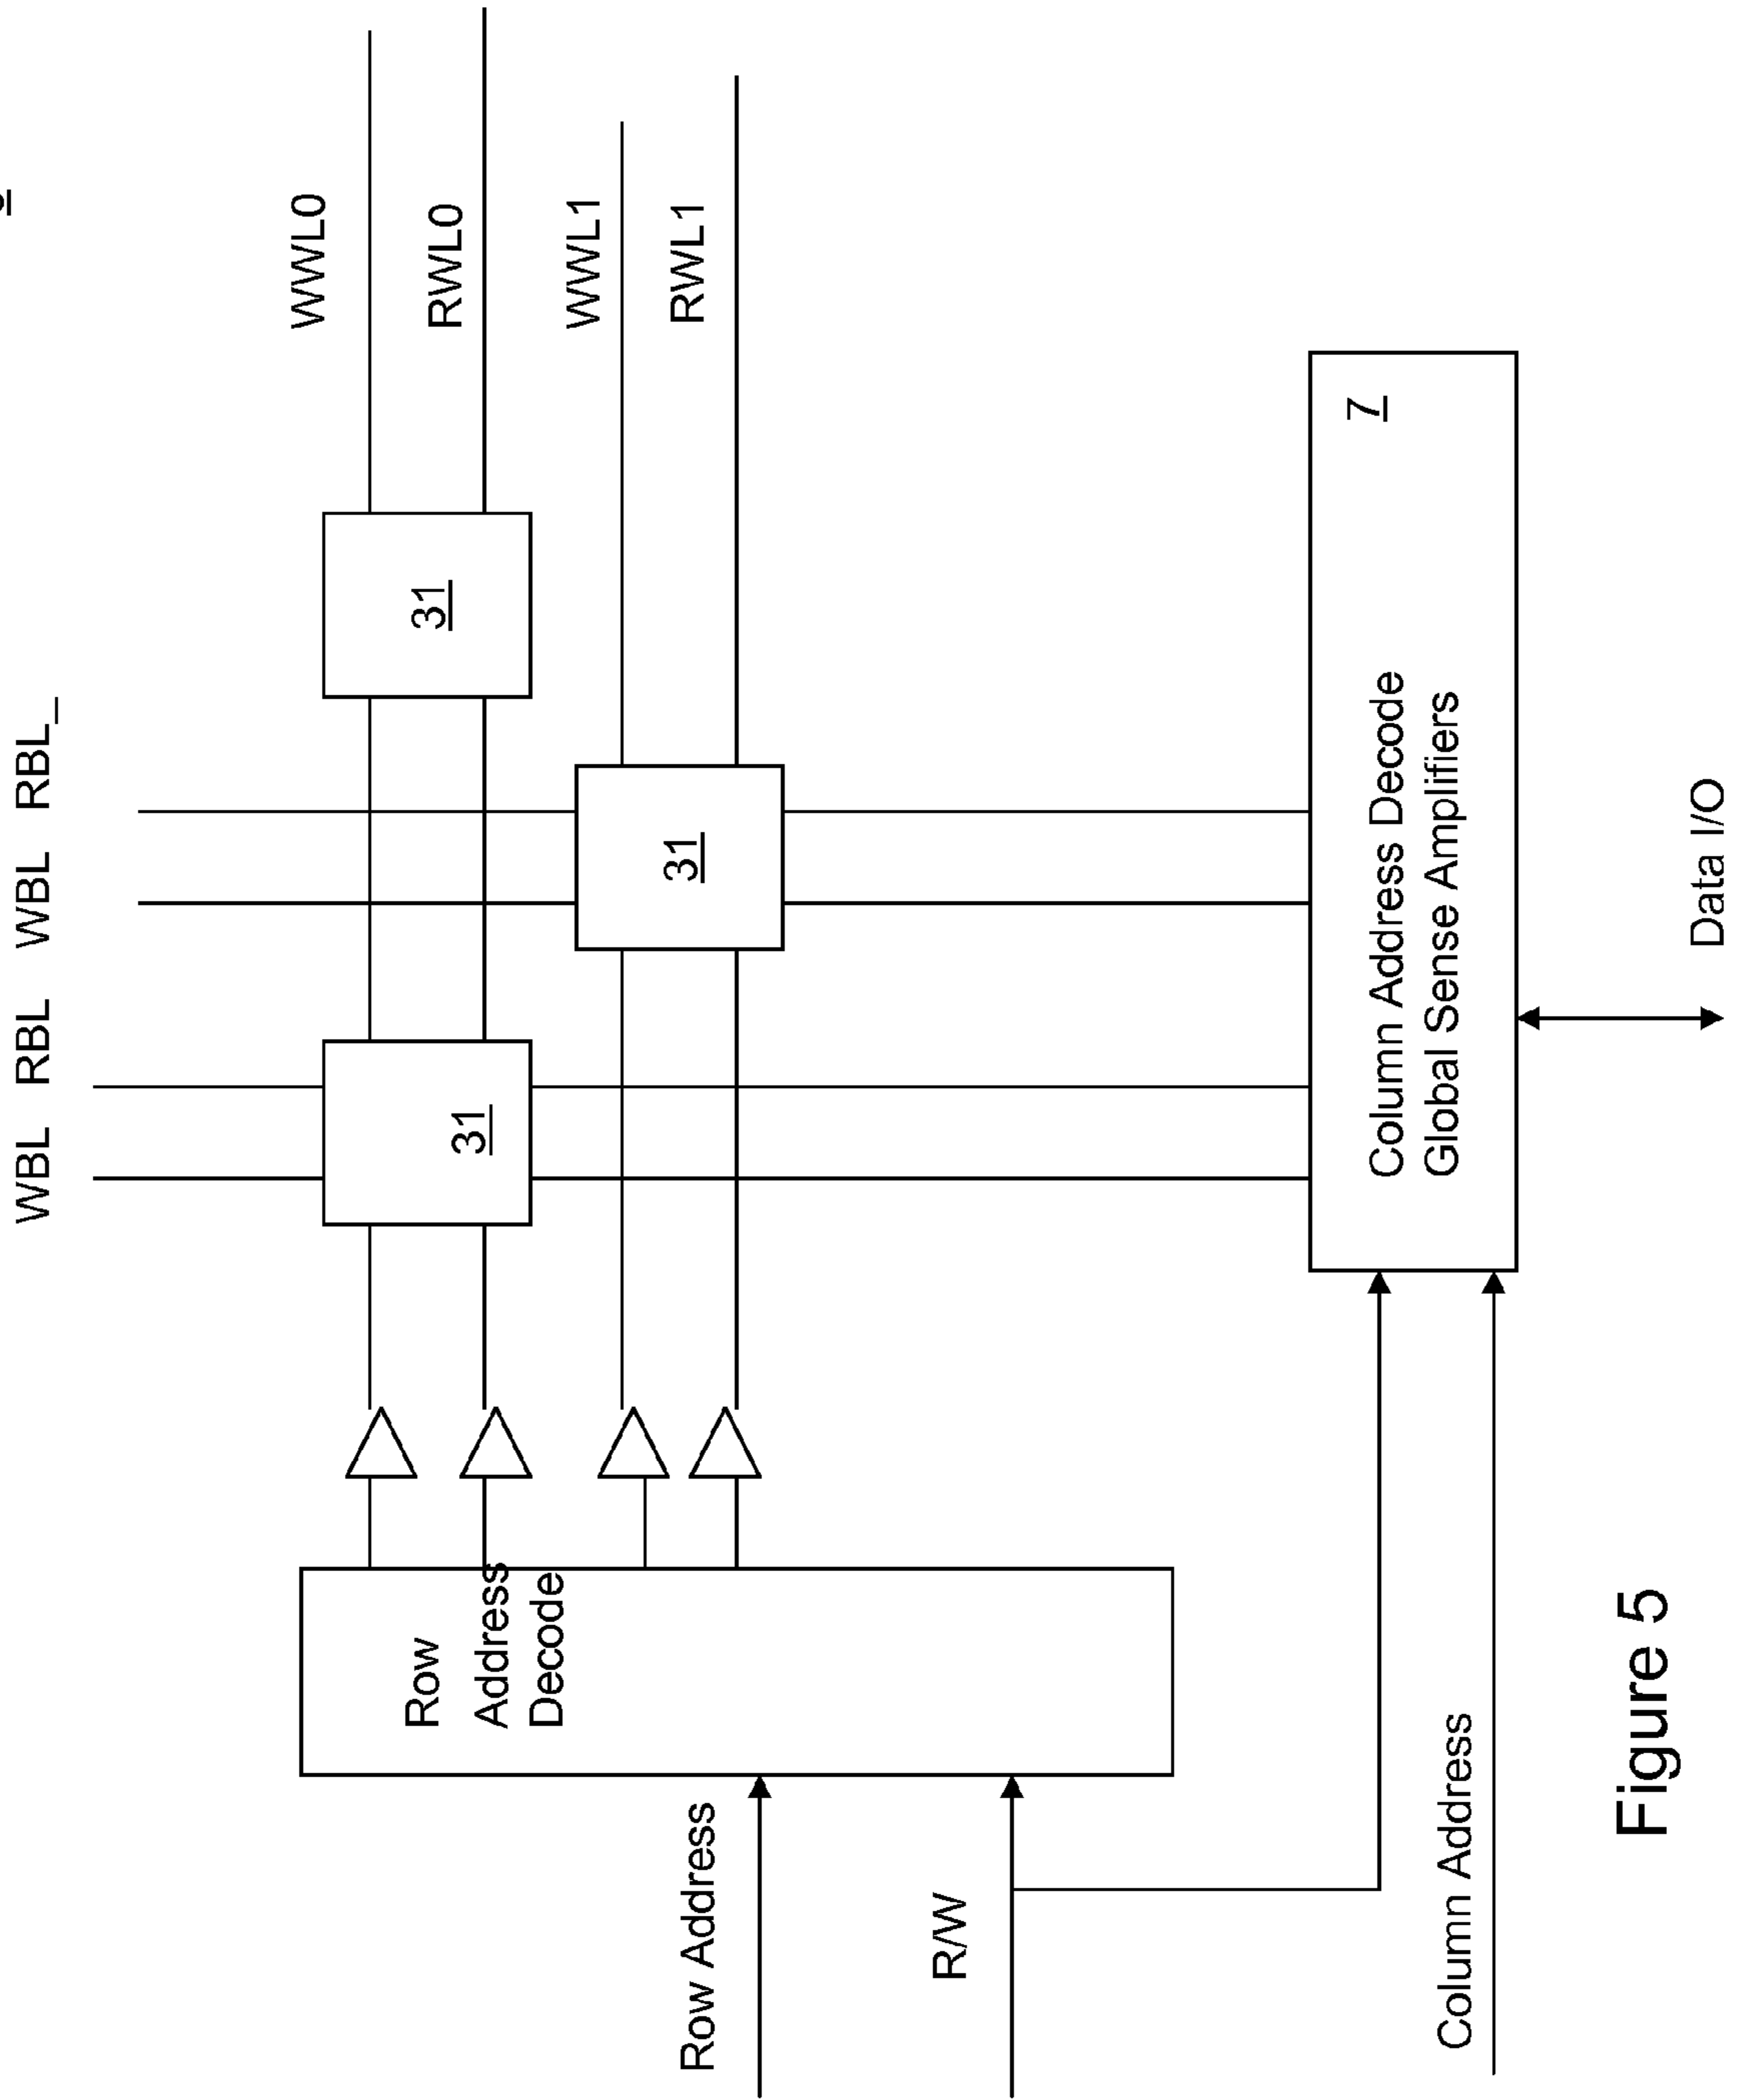 WBL RBL WBL RBL_
WWL0
RWL0
WWL1
RWL1
31
31
31
Row
Address
Decode
Row Address
R/W
7
Column Address Decode
Global Sense Amplifiers
Column Address
Data I/O
Figure 5